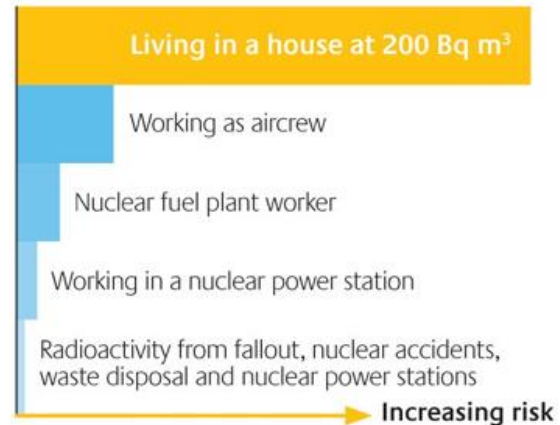 Living in a house at 200 Bq m³
Working as aircrew
Nuclear fuel plant worker
Working in a nuclear power station
Radioactivity from fallout, nuclear accidents,
waste disposal and nuclear power stations
Increasing risk